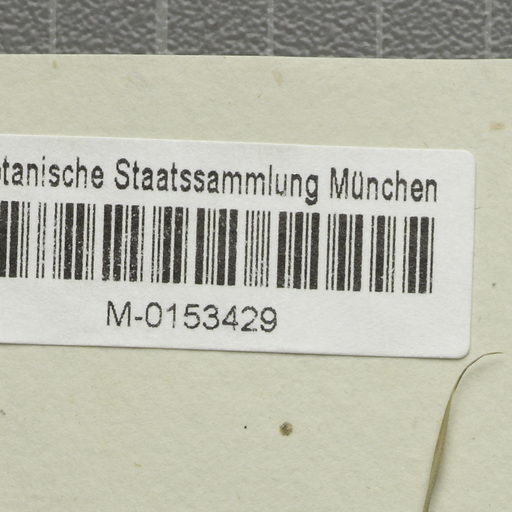 tanische Staatssammlung München
M-0153429